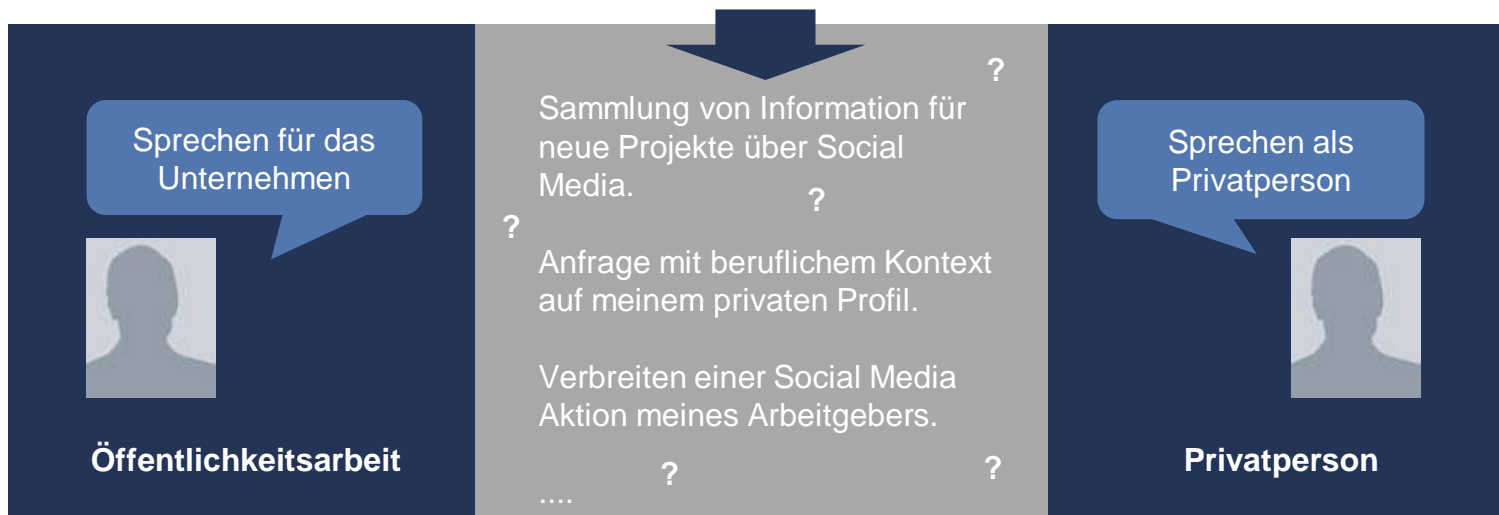 Sprechen für das
Unternehmen
Öffentlichkeitsarbeit
?
Sammlung von Information für
neue Projekte über Social
Media.
?
?
Anfrage mit beruflichem Kontext
auf meinem privaten Profil.
Verbreiten einer Social Media
Aktion meines Arbeitgebers.
?
?
....
Sprechen als
Privatperson
Privatperson